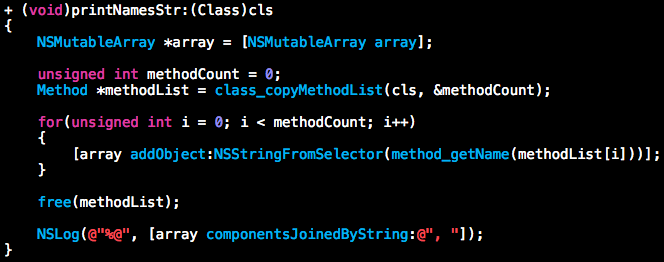 + (void)printNamesStr:(Class)cls
{
    NSMutableArray *array = [NSMutableArray array];

    unsigned int methodCount = 0;
    Method *methodList = class_copyMethodList(cls, &methodCount);

    for(unsigned int i = 0; i < methodCount; i++)
    {
        [array addObject:NSStringFromSelector(method_getName(methodList[i]))];
    }

    free(methodList);

    NSLog(@"%@", [array componentsJoinedByString:@", "]);
}